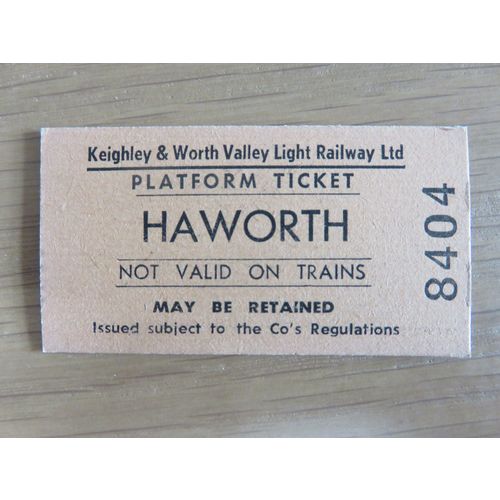 Keighley & Worth Valley Light Railway Ltd
PLATFORM TICKET
HAWORTH
NOT VALID ON TRAINS
MAY BE RETAINED
Issued subject to the Co's Regulations
8404